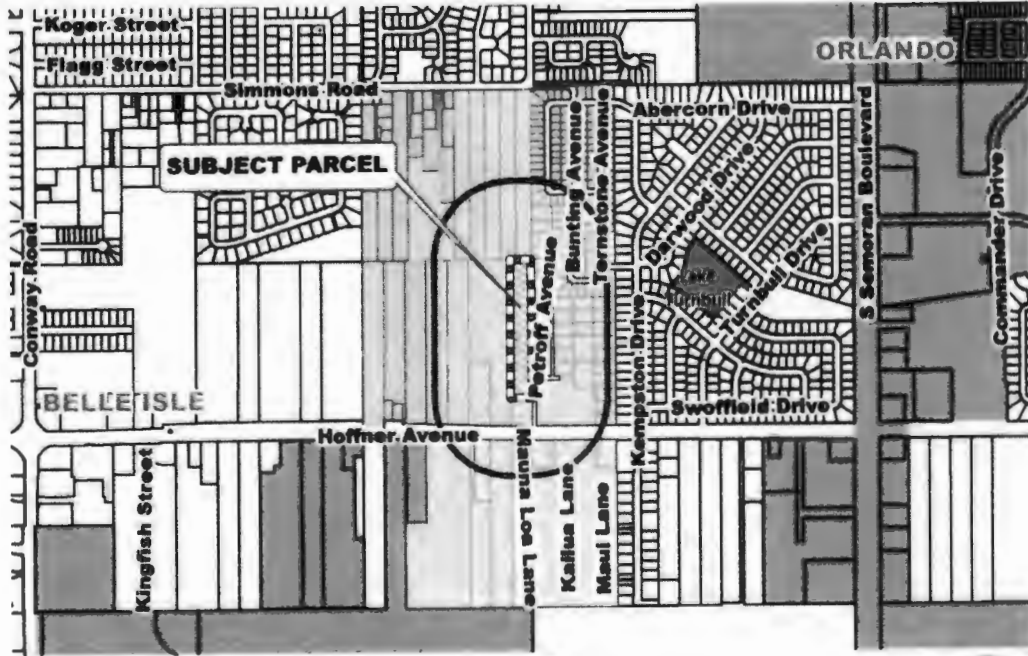 Koger Street
Flagg Street
Simmons Road
ORLANDO
Abercorn Drive
SUBJECT PARCEL
Bunting Avenue
Ternstone Avenue
Darwood Drive
S Semoran Boulevard
Commander Drive
Conway Road
Petroff Avenue
Turnbull
Turnbull Drive
Kempston Drive
BELLE ISLE
Swoffield Drive
Hoffner Avenue
Kingfish Street
Mauna Loa Lane
Kailua Lane
Maui Lane